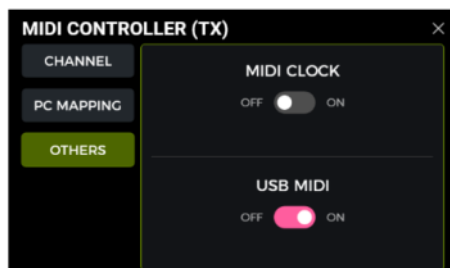 MIDI CONTROLLER (TX)
CHANNEL
MIDI CLOCK
OFF ON
PC MAPPING
OTHERS
USB MIDI
OFF ON